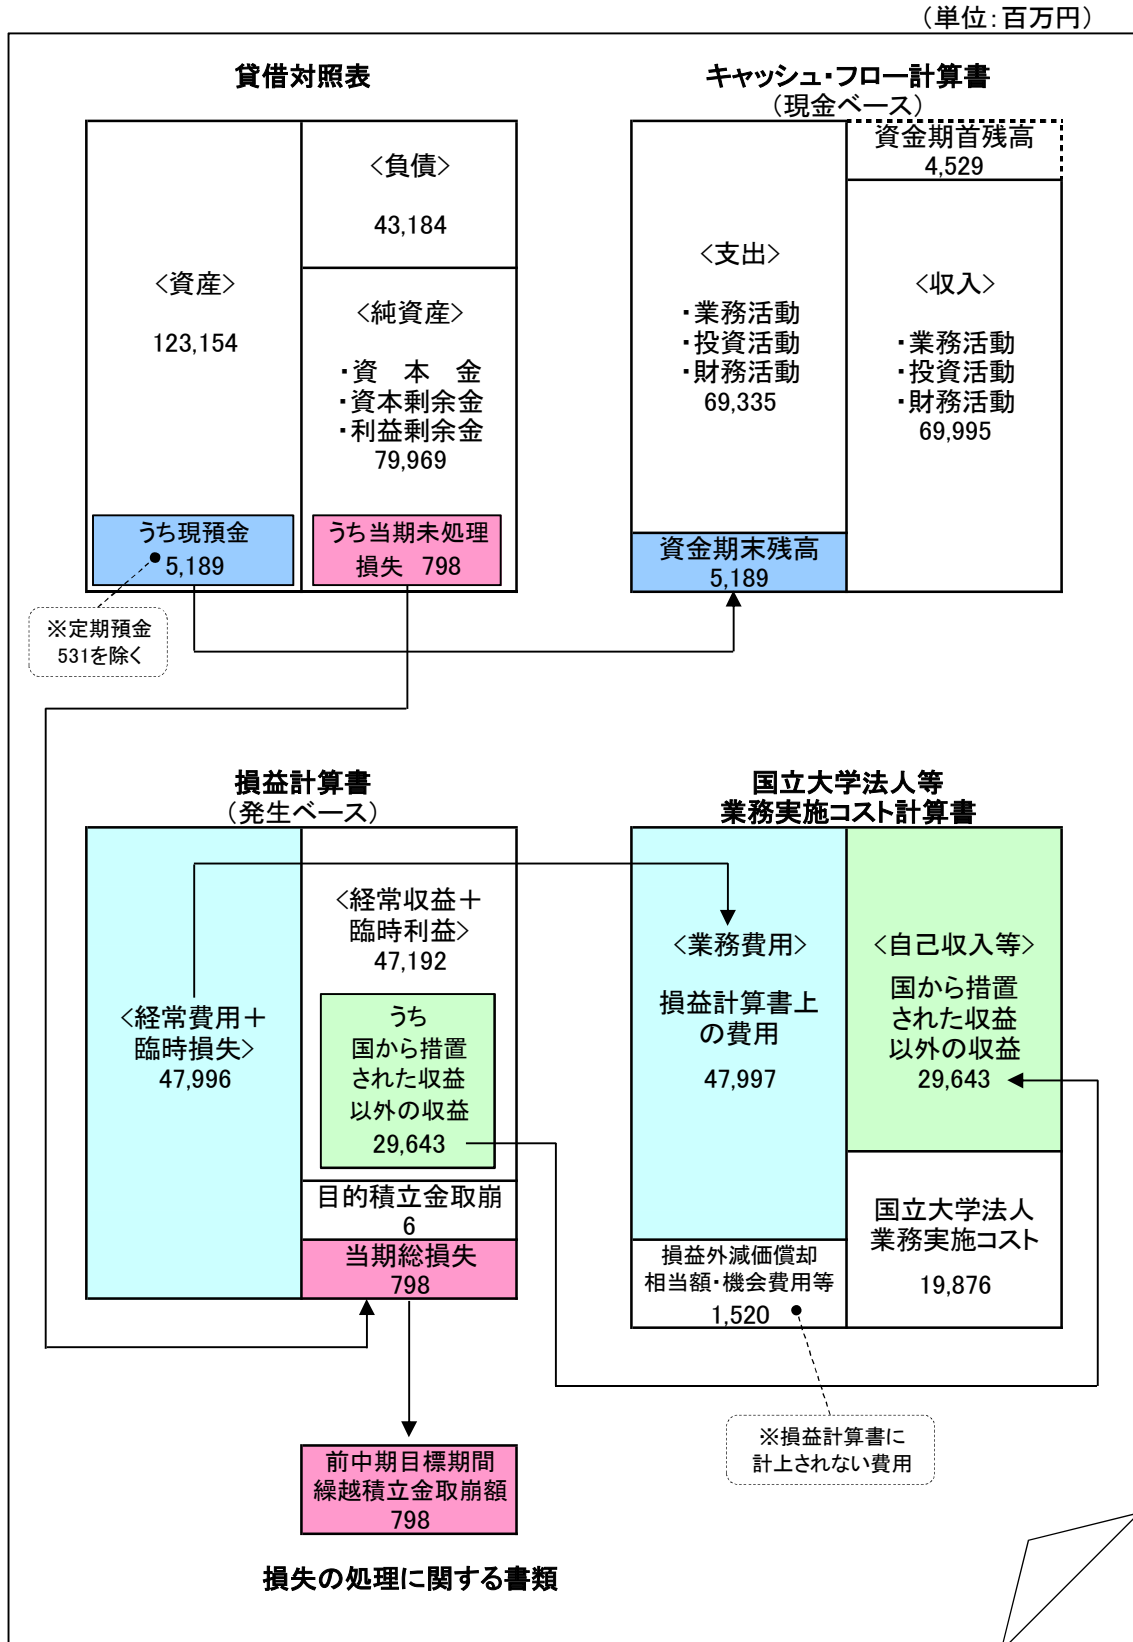 （単位：百万円）
貸借対照表
＜資産＞
123,154
うち現預金
5,189
※定期預金
531を除く
＜負債＞
43,184
＜純資産＞
・資　本　金
・資本剰余金
・利益剰余金
79,969
うち当期未処理
損失　798
キャッシュ・フロー計算書
（現金ベース）
＜支出＞
・業務活動
・投資活動
・財務活動
69,335
資金期末残高
5,189
資金期首残高
4,529
＜収入＞
・業務活動
・投資活動
・財務活動
69,995
損益計算書
（発生ベース）
＜経常費用＋
臨時損失＞
47,996
＜経常収益＋
臨時利益＞
47,192
うち
国から措置
された収益
以外の収益
29,643
目的積立金取崩
6
当期総損失
798
国立大学法人等
業務実施コスト計算書
＜業務費用＞
損益計算書上
の費用
47,997
損益外減価償却
相当額・機会費用等
1,520
※損益計算書に
計上されない費用
＜自己収入等＞
国から措置
された収益
以外の収益
29,643
国立大学法人
業務実施コスト
19,876
前中期目標期間
繰越積立金取崩額
798
損失の処理に関する書類